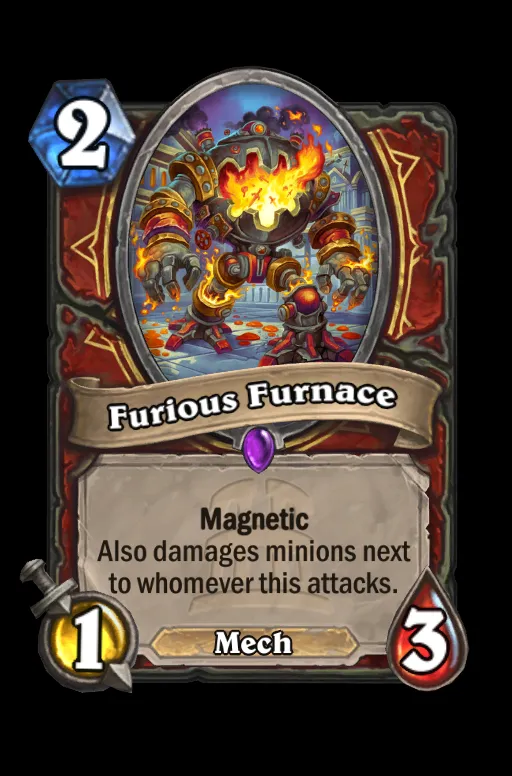 2
Furious Furnace
Magnetic
Also damages minions next
to whomever this attacks.
1
Mech
3